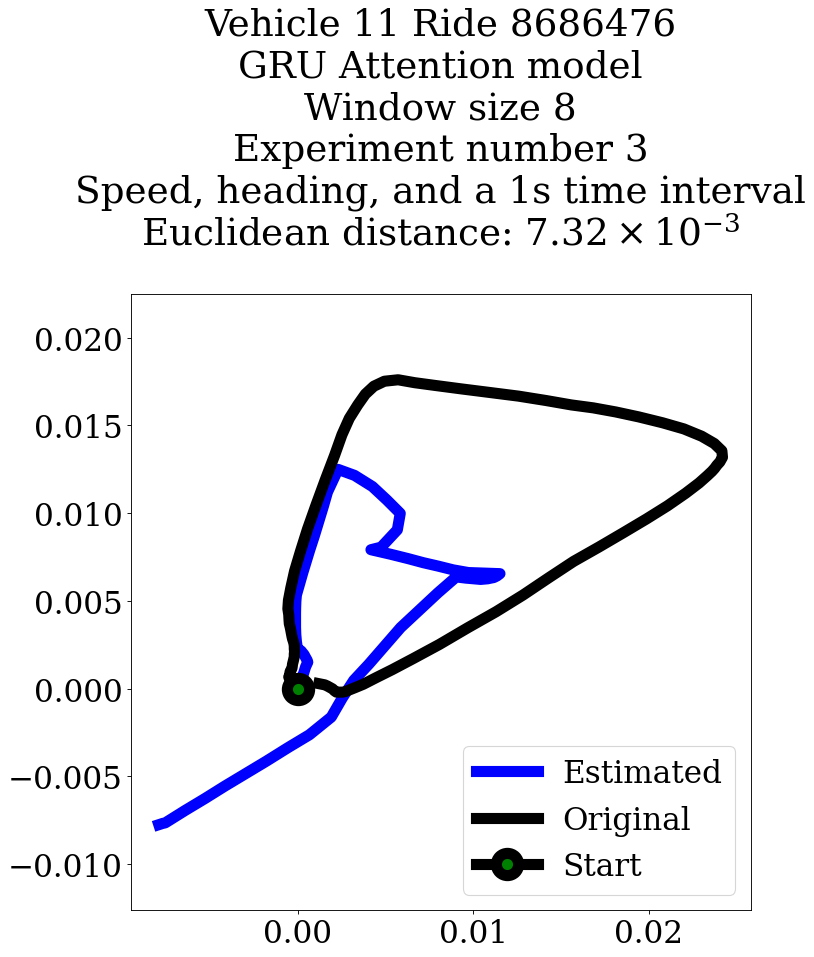 Vehicle 11 Ride 8686476
GRU Attention model
Window size 8
Experiment number 3
Speed, heading, and a 1s time interval
Euclidean distance: 7.32 × 10⁻³
0.020
0.015
0.010
0.005
0.000
−0.005
−0.010
Estimated
Original
Start
0.00 0.01 0.02